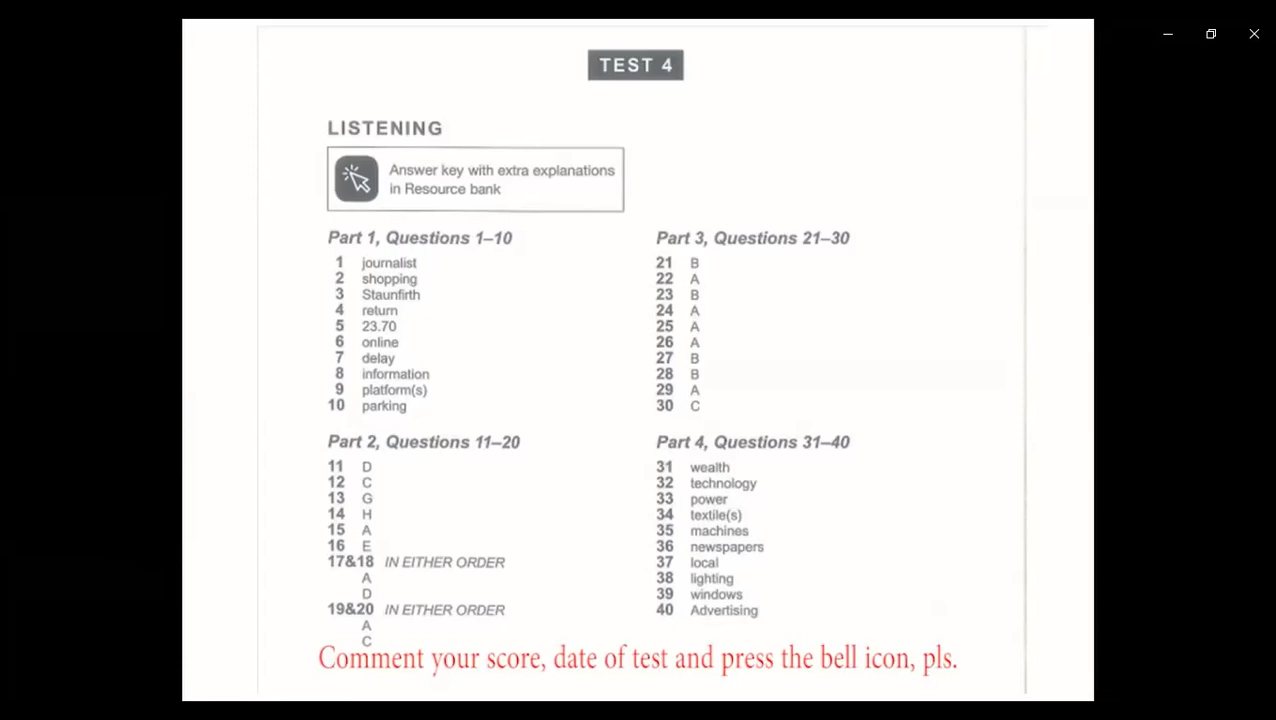 TEST 4
LISTENING
Answer key with extra explanations
in Resource bank
Part 1, Questions 1–10
1 journalist
2 shopping
3 Staunfirth
4 return
5 23.70
6 online
7 delay
8 information
9 platform(s)
10 parking
Part 2, Questions 11–20
11 D
12 C
13 G
14 H
15 A
16 E
17&18 IN EITHER ORDER
A
D
19&20 IN EITHER ORDER
A
C
Part 3, Questions 21–30
21 B
22 A
23 B
24 A
25 A
26 A
27 B
28 B
29 A
30 C
Part 4, Questions 31–40
31 wealth
32 technology
33 power
34 textile(s)
35 machines
36 newspapers
37 local
38 lighting
39 windows
40 Advertising
Comment your score, date of test and press the bell icon, pls.